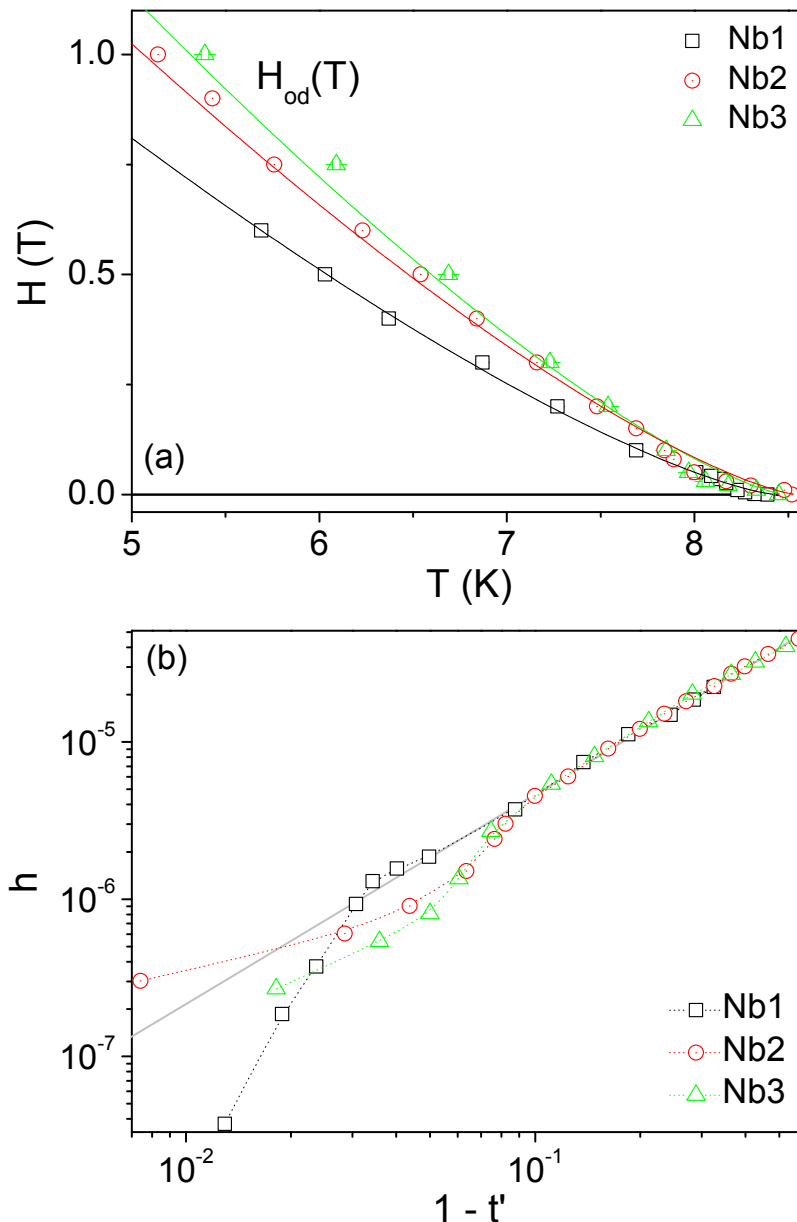 1.0
0.5
0.0
H (T)
H_od(T)
Nb1
Nb2
Nb3
(a)
5 6 7 8
T (K)
(b)
10^-5
10^-6
10^-7
h
Nb1
Nb2
Nb3
10^-2 10^-1
1 - t'